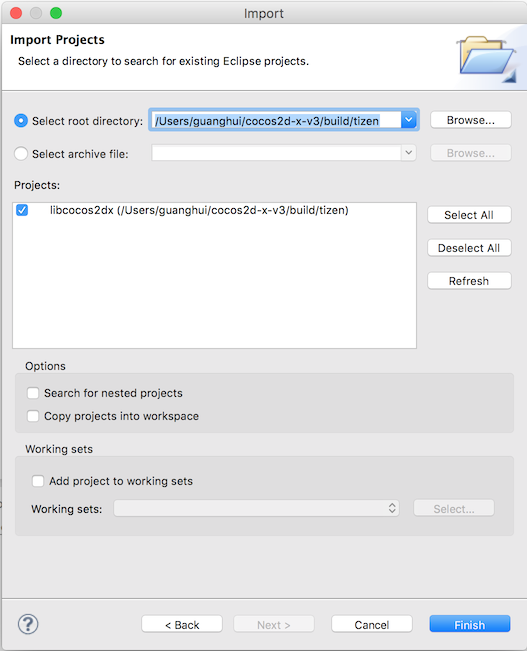 Import
Import Projects
Select a directory to search for existing Eclipse projects.
Select root directory: /Users/guanghui/cocos2d-x-v3/build/tizen Browse...
Select archive file: Browse...
Projects:
libcocos2dx (/Users/guanghui/cocos2d-x-v3/build/tizen)
Select All
Deselect All
Refresh
Options
Search for nested projects
Copy projects into workspace
Working sets
Add project to working sets
Working sets: Select...
? < Back Next > Cancel Finish